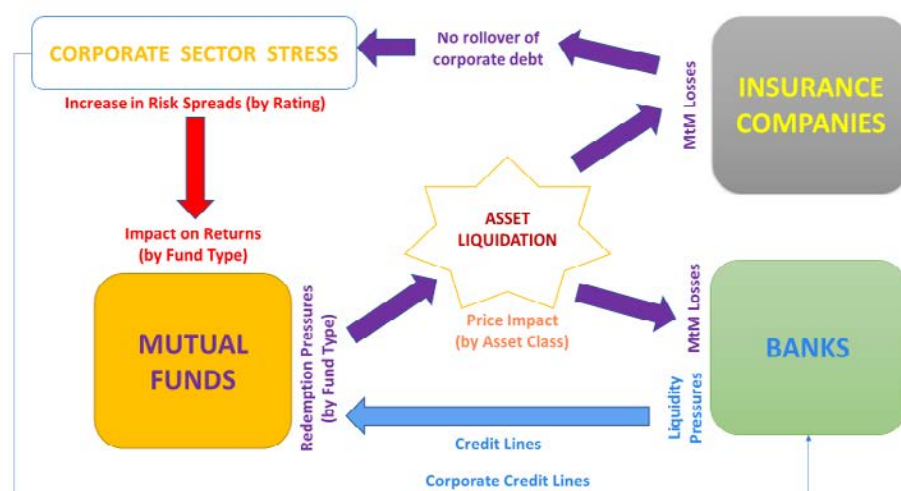 CORPORATE SECTOR STRESS
No rollover of
corporate debt
MtM Losses
INSURANCE
COMPANIES
Increase in Risk Spreads (by Rating)
Impact on Returns
(by Fund Type)
ASSET
LIQUIDATION
Price Impact
(by Asset Class)
MUTUAL
FUNDS
Redemption Pressures
(by Fund Type)
MtM Losses
Liquidity
Pressures
BANKS
Credit Lines
Corporate Credit Lines